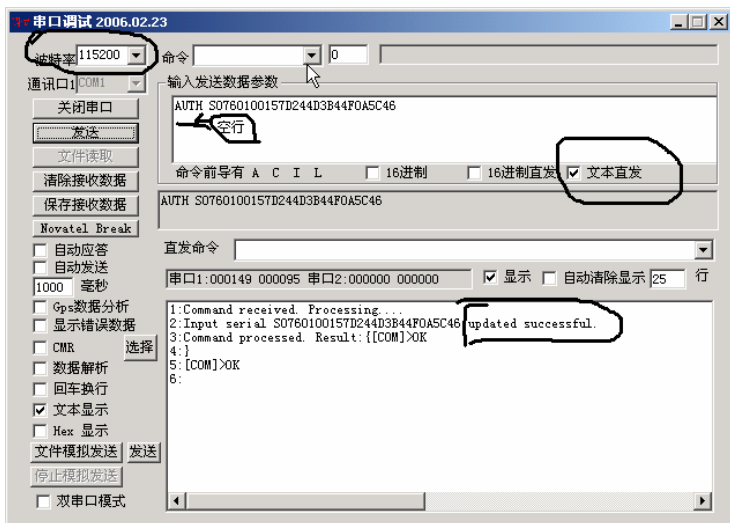 串口调试 2006.02.23
波特率 115200 命令 0
通讯口1 COM1 输入发送数据参数
关闭串口
AUTH S0760100157D244D3B44F0A5C46
空行
发送
文件读取
命令前导有 A C I L 16进制 16进制直发 文本直发
清除接收数据
保存接收数据
AUTH S0760100157D244D3B44F0A5C46
Novatel Break
自动应答
直发命令
自动发送
1000 毫秒
串口1:000149 000095 串口2:000000 000000 显示 自动清除显示 25 行
Gps数据分析
显示错误数据
CMR 选择
数据解析
回车换行
文本显示
Hex 显示
文件模拟发送 发送
停止模拟发送
双串口模式
1:Command received. Processing....
2:Input serial S0760100157D244D3B44F0A5C46 updated successful.
3:Command processed. Result:{[COM]>OK
4:}
5:[COM]>OK
6: